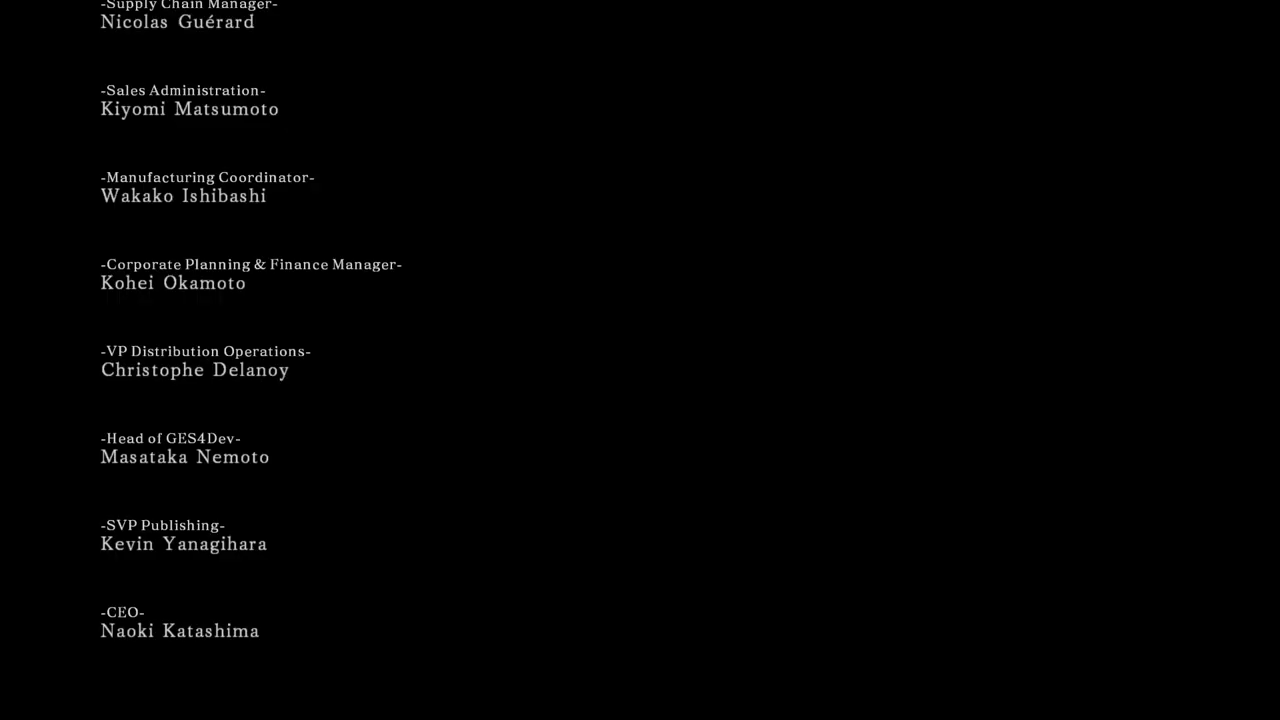 -Supply Chain Manager-
Nicolas Guérard
-Sales Administration-
Kiyomi Matsumoto
-Manufacturing Coordinator-
Wakako Ishibashi
-Corporate Planning & Finance Manager-
Kohei Okamoto
-VP Distribution Operations-
Christophe Delanoy
-Head of GES4Dev-
Masataka Nemoto
-SVP Publishing-
Kevin Yanagihara
-CEO-
Naoki Katashima